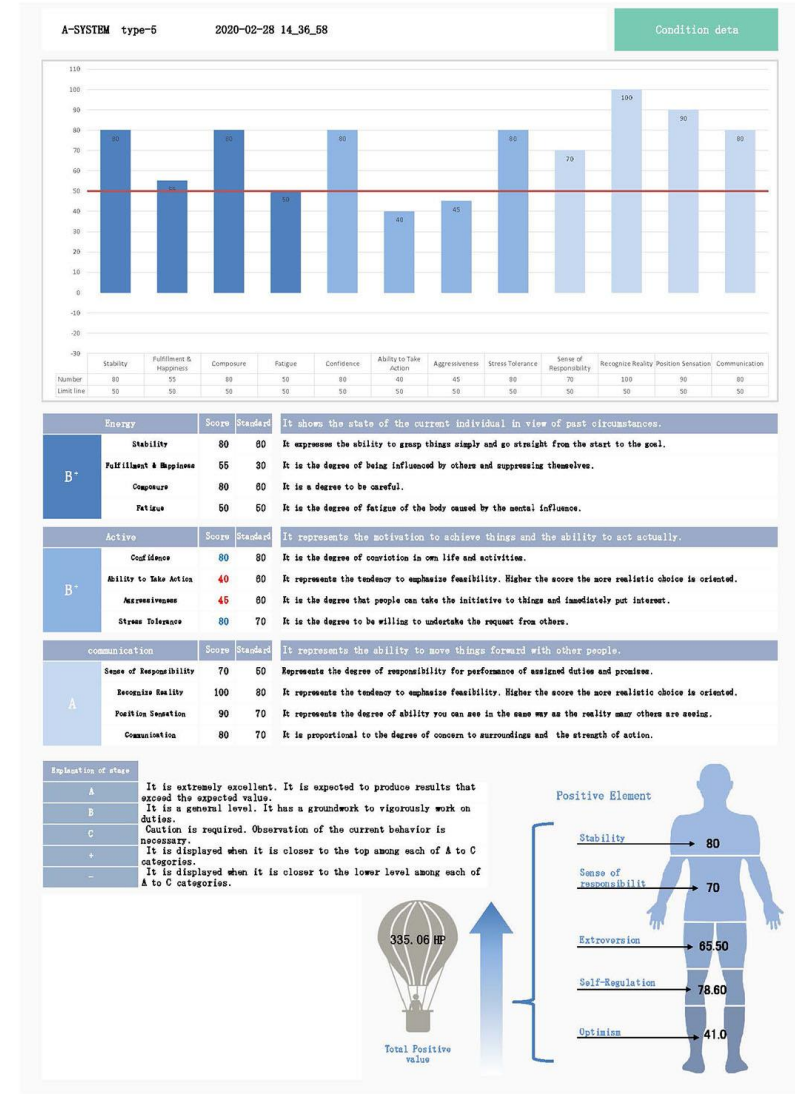 A-SYSTEM type-5 2020-02-28 14_36_58 Condition deta
110
100
90
80
70
60
50
40
30
20
10
0
-10
-20
-30
80 55 80 50 80 40 45 80 70 100 90 80
Stability Fulfillment & Happiness Composure Fatigue Confidence Ability to Take Action Aggressiveness Stress Tolerance Sense of Responsibility Recognize Reality Position Sensation Communication
Number 80 55 80 50 80 40 45 80 70 100 90 80
Limit line 50 50 50 50 50 50 50 50 50 50 50 50
Energy Score Standard It shows the state of the current individual in view of past circumstances.
B+
Stability 80 60 It expresses the ability to grasp things simply and go straight from the start to the goal.
Fulfillment & Happiness 55 30 It is the degree of being influenced by others and suppressing themselves.
Composure 80 60 It is a degree to be careful.
Fatigue 50 50 It is the degree of fatigue of the body caused by the mental influence.
Active Score Standard It represents the motivation to achieve things and the ability to act actually.
B+
Confidence 80 80 It is the degree of conviction in own life and activities.
Ability to Take Action 40 60 It represents the tendency to emphasize feasibility. Higher the score the more realistic choice is oriented.
Aggressiveness 45 60 It is the degree that people can take the initiative to things and immediately put interest.
Stress Tolerance 80 70 It is the degree to be willing to undertake the request from others.
communication Score Standard It represents the ability to move things forward with other people.
A
Sense of Responsibility 70 50 Represents the degree of responsibility for performance of assigned duties and promises.
Recognize Reality 100 80 It represents the tendency to emphasize feasibility. Higher the score the more realistic choice is oriented.
Position Sensation 90 70 It represents the degree of ability you can see in the same way as the reality many others are seeing.
Communication 80 70 It is proportional to the degree of concern to surroundings and the strength of action.
Explanation of stage
A It is extremely excellent. It is expected to produce results that
exceed the expected value.
B It is a general level. It has a groundwork to vigorously work on
duties.
C Caution is required. Observation of the current behavior is
necessary.
+ It is displayed when it is closer to the top among each of A to C
categories.
- It is displayed when it is closer to the lower level among each of
A to C categories.
Positive Element
Stability 80
Sense of
responsibilit 70
Extroversion 65.50
Self-Regulation 78.60
Optimism 41.0
335.06 HP
Total Positive
value